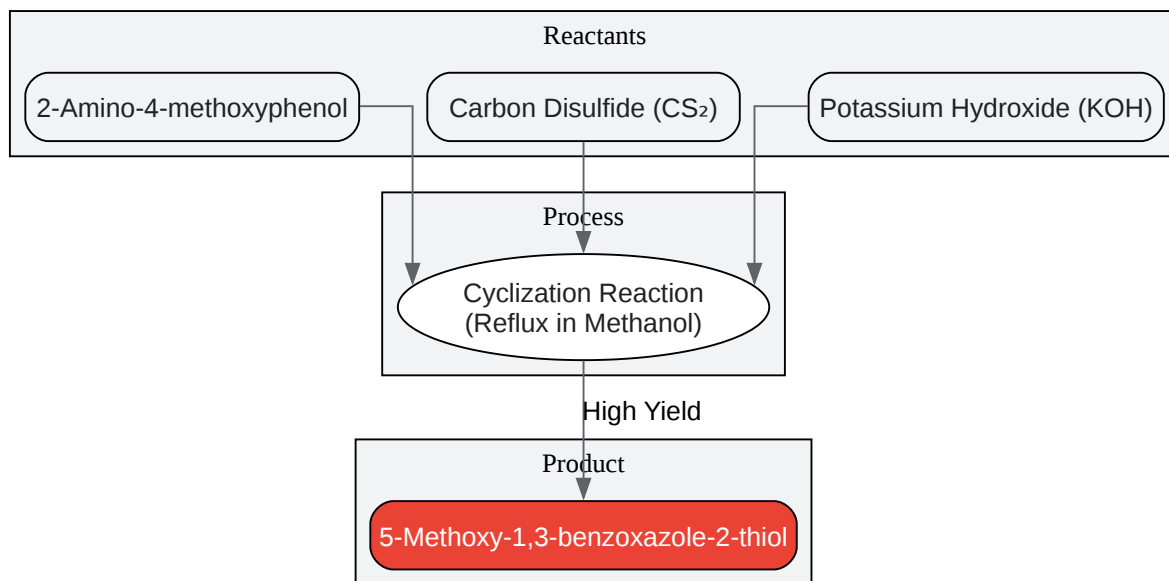 Reactants
2-Amino-4-methoxyphenol
Carbon Disulfide (CS₂)
Potassium Hydroxide (KOH)
Process
Cyclization Reaction
(Reflux in Methanol)
High Yield
Product
5-Methoxy-1,3-benzoxazole-2-thiol